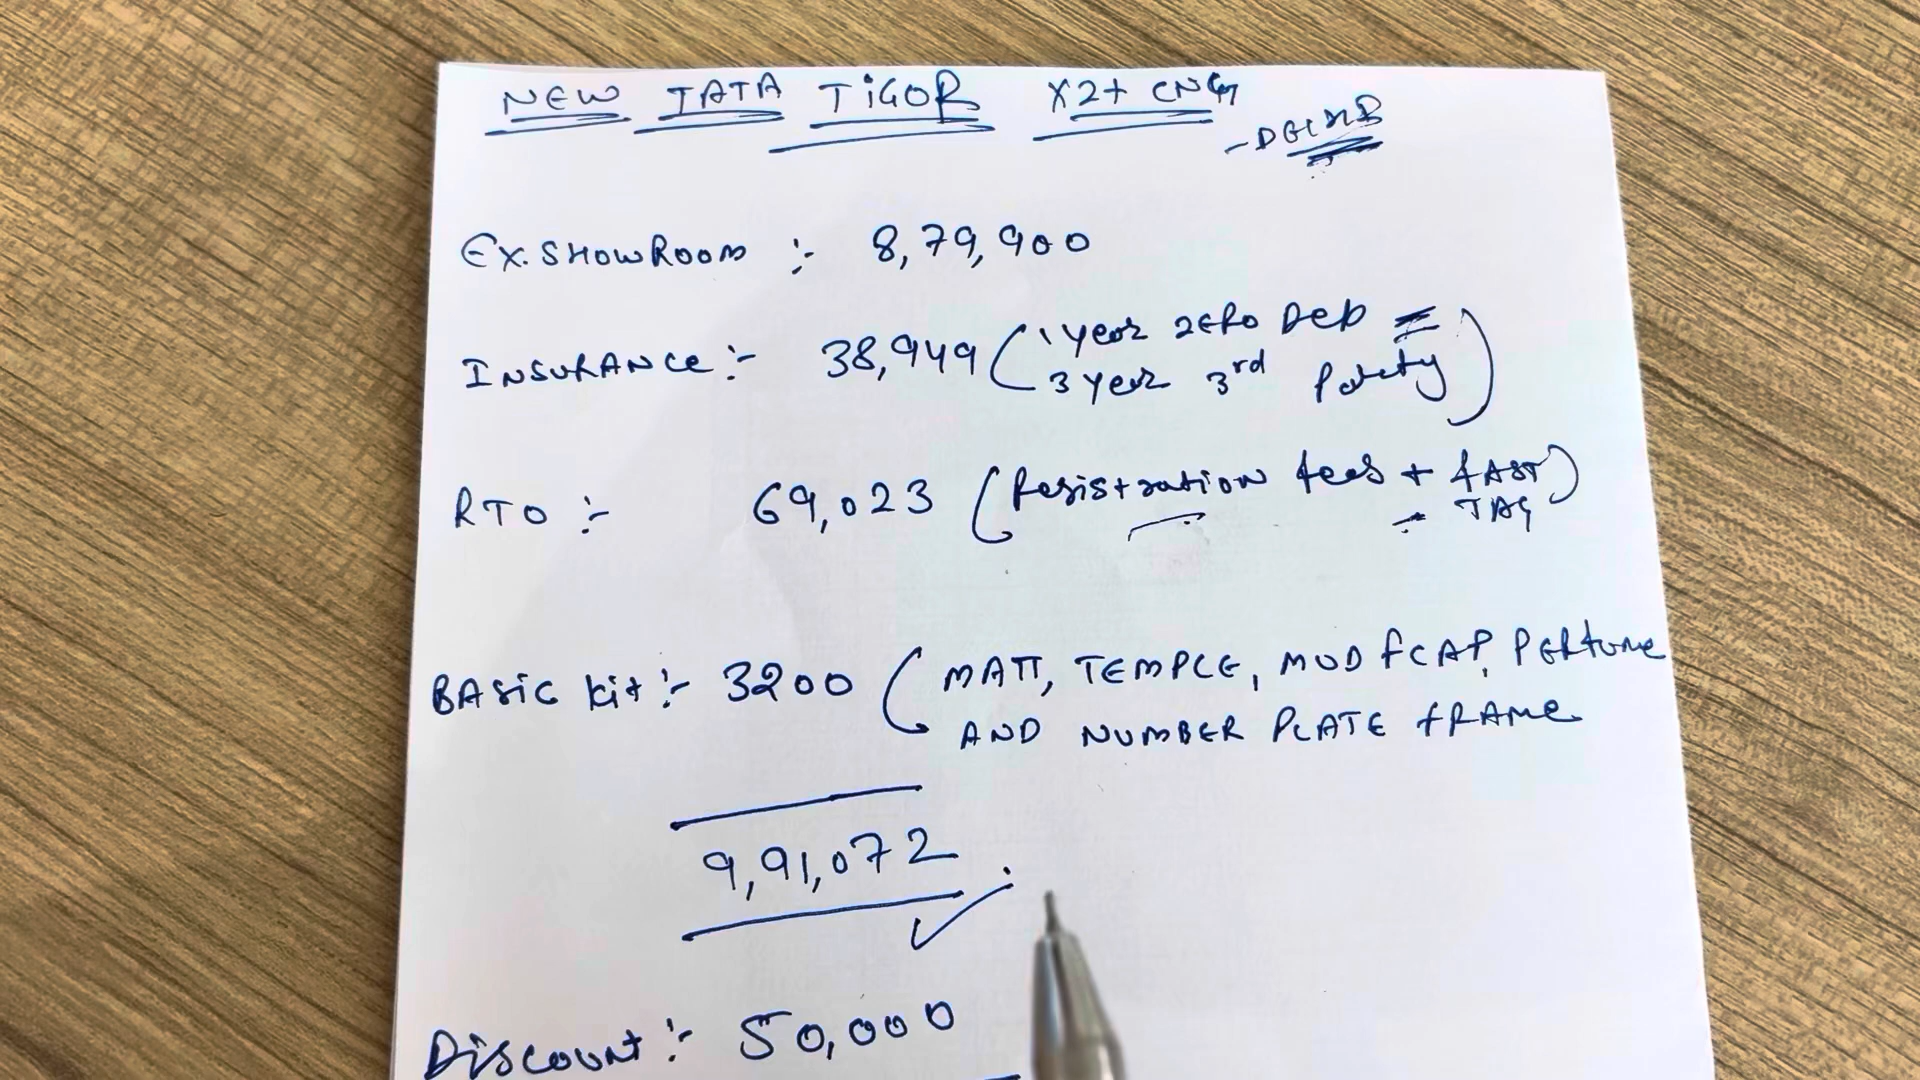 NEW TATA TIGOR XZ+ CNG
EX. SHOWROOM :- 8,79,900
INSURANCE :- 38,949 (1 year zero Dep
3 year 3rd Party)
RTO :- 69,023 (Registration fees + fAST
TAG)
BASIC kit :- 3200 (MATT, TEMPLE, MUD fLAP, PERfUME
AND NUMBER PLATE fRAMe
9,91,072
Discount :- 50,000